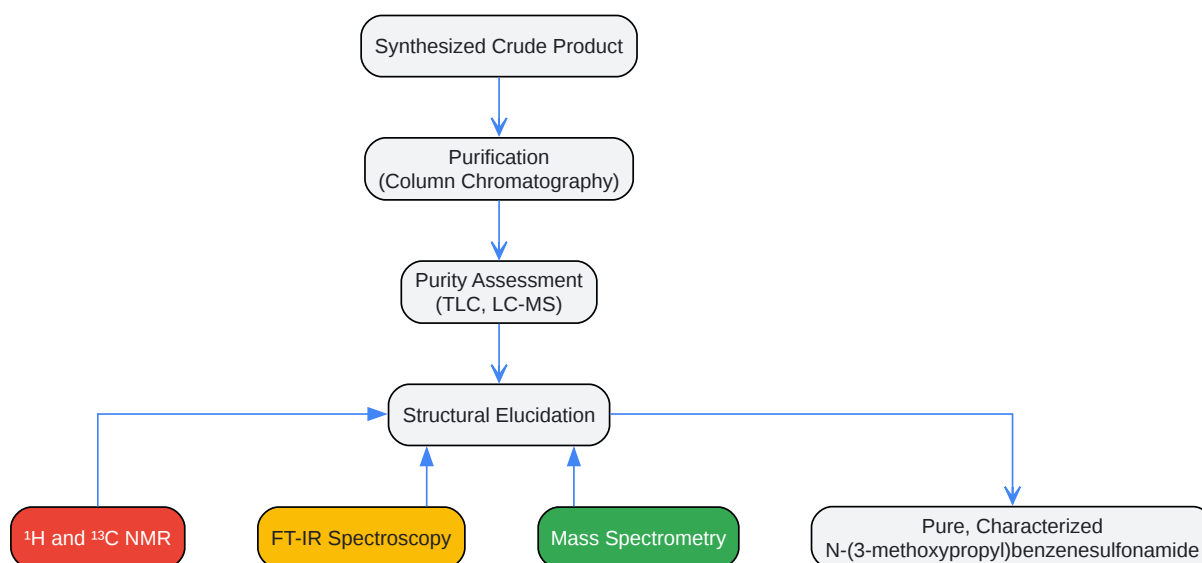 Synthesized Crude Product
Purification
(Column Chromatography)
Purity Assessment
(TLC, LC-MS)
Structural Elucidation
¹H and ¹³C NMR
FT-IR Spectroscopy
Mass Spectrometry
Pure, Characterized
N-(3-methoxypropyl)benzenesulfonamide